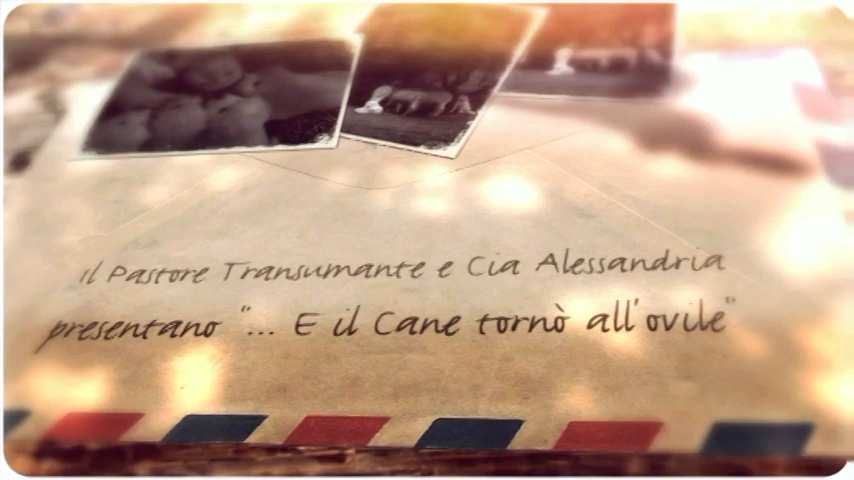 Il Pastore Transumante e Cia Alessandria
presentano "... E il Cane tornò all'ovile"